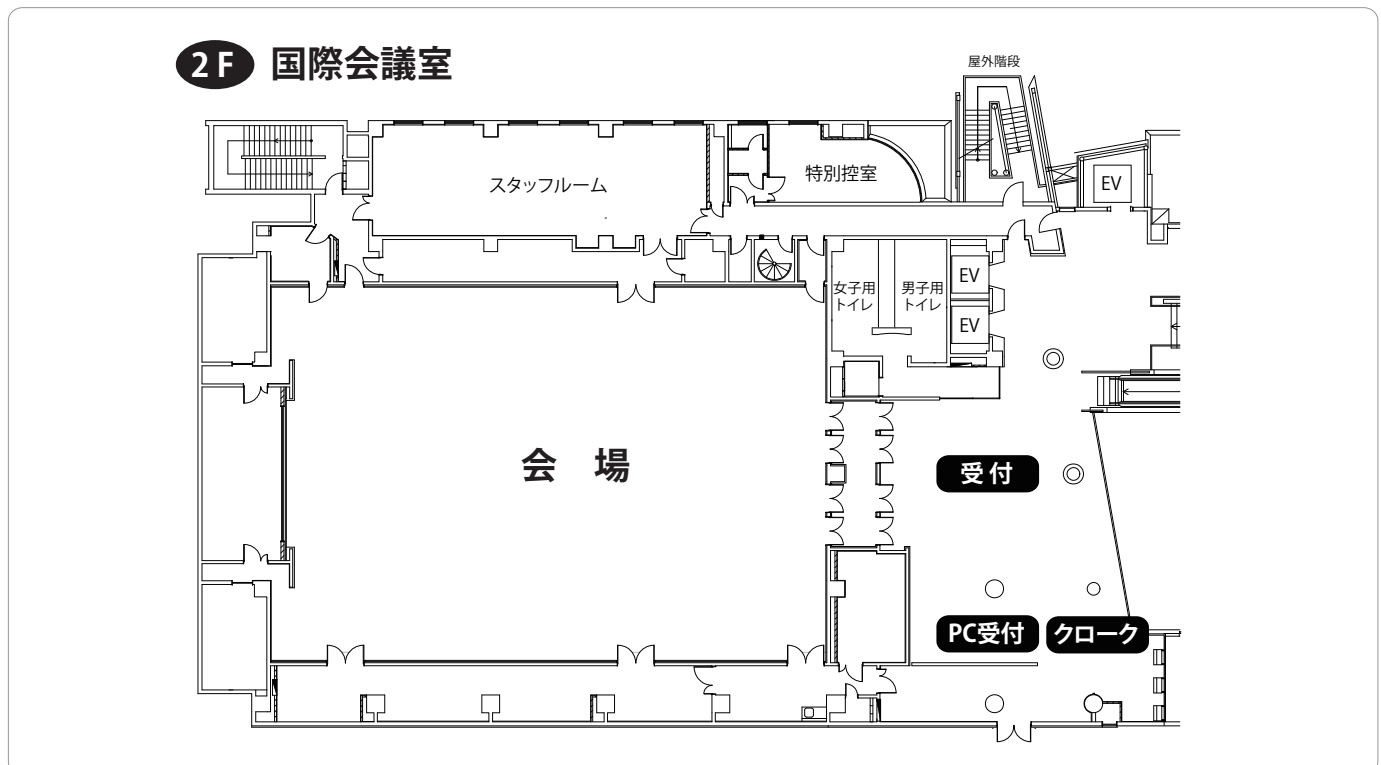 2F 国際会議室
屋外階段
スタッフルーム
特別控室
EV
女子用
トイレ
男子用
トイレ
EV
EV
会 場
受付
PC受付
クローク